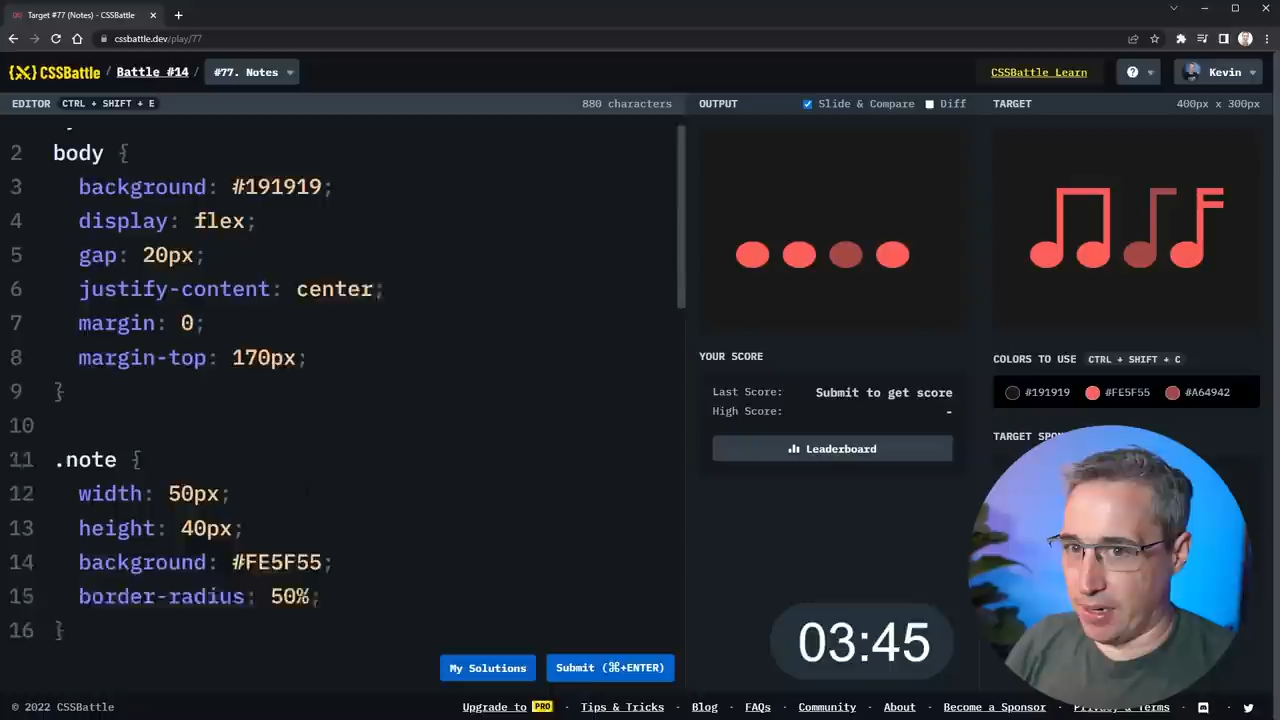 Target #77 (Notes) - CSSBattle
cssbattle.dev/play/77
{X} CSSBattle / Battle #14 / #77. Notes
CSSBattle Learn
? Kevin
EDITOR CTRL + SHIFT + E
880 characters
OUTPUT
Slide & Compare
Diff
TARGET
400px x 300px
2 body {
3 background: #191919;
4 display: flex;
5 gap: 20px;
6 justify-content: center;
7 margin: 0;
8 margin-top: 170px;
9 }
10
11 .note {
12 width: 50px;
13 height: 40px;
14 background: #FE5F55;
15 border-radius: 50%;
16 }
YOUR SCORE
Last Score: Submit to get score
High Score: -
Leaderboard
COLORS TO USE CTRL + SHIFT + C
#191919 #FE5F55 #A64942
TARGET
03:45
My Solutions
Submit (⌘+ENTER)
© 2022 CSSBattle
Upgrade to PRO
Tips & Tricks
Blog
FAQs
Community
About
Become a Sponsor
Privacy & Terms